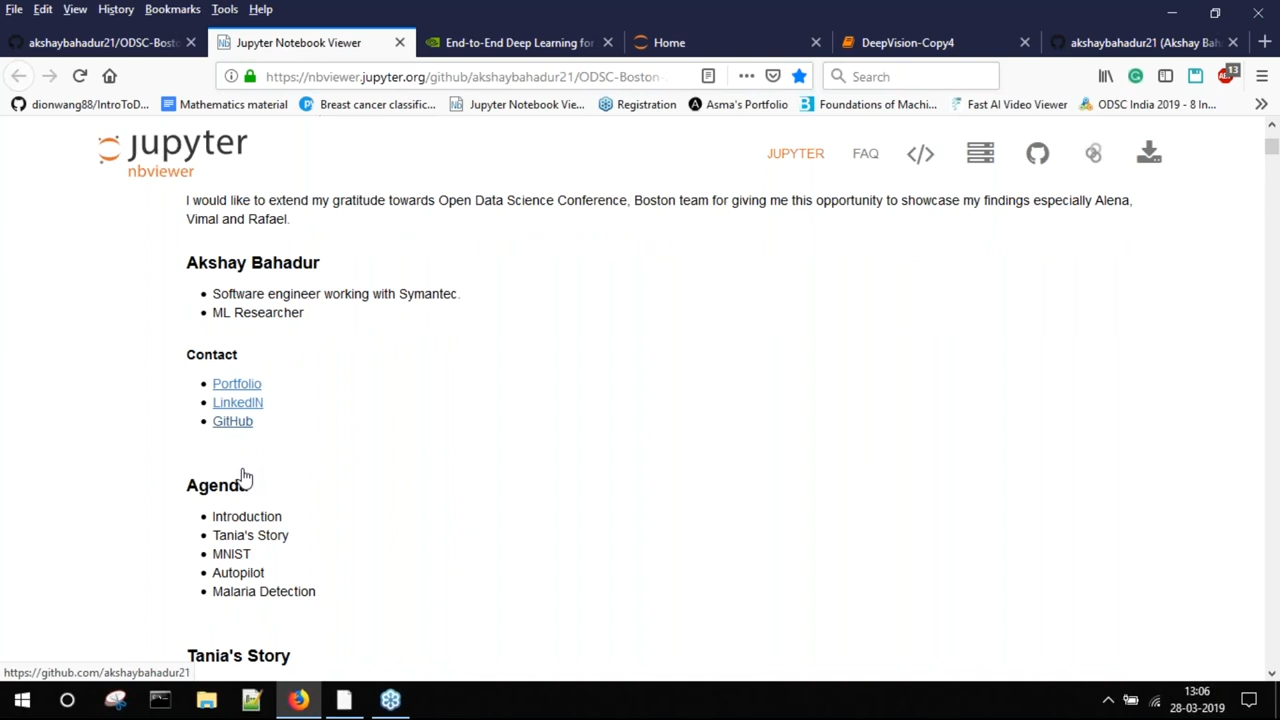 File Edit View History Bookmarks Tools Help
akshaybahadur21/ODSC-Bosto
Jupyter Notebook Viewer
End-to-End Deep Learning for
Home
DeepVision-Copy4
akshaybahadur21 (Akshay Bah
https://nbviewer.jupyter.org/github/akshaybahadur21/ODSC-Boston-
Search
13
dionwang88/IntroToD...
Mathematics material
Breast cancer classific...
Jupyter Notebook Vie...
Registration
Asma's Portfolio
Foundations of Machi...
Fast AI Video Viewer
ODSC India 2019 - 8 In...
jupyter
nbviewer
JUPYTER FAQ
I would like to extend my gratitude towards Open Data Science Conference, Boston team for giving me this opportunity to showcase my findings especially Alena,
Vimal and Rafael.
Akshay Bahadur
• Software engineer working with Symantec.
• ML Researcher
Contact
• Portfolio
• LinkedIN
• GitHub
Agenda
• Introduction
• Tania's Story
• MNIST
• Autopilot
• Malaria Detection
Tania's Story
https://github.com/akshaybahadur21
13:06
28-03-2019